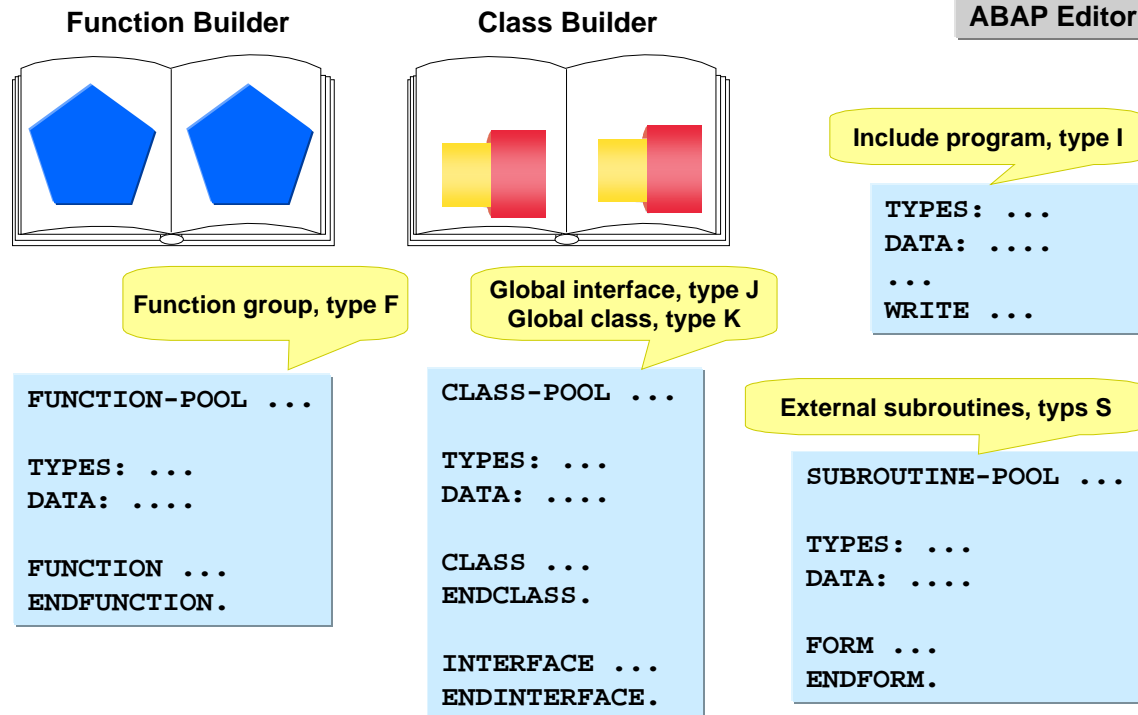 Function Builder
Class Builder
ABAP Editor
Function group, type F
FUNCTION-POOL ...
TYPES: ...
DATA: ....
FUNCTION ...
ENDFUNCTION.
Global interface, type J
Global class, type K
CLASS-POOL ...
TYPES: ...
DATA: ....
CLASS ...
ENDCLASS.
INTERFACE ...
ENDINTERFACE.
Include program, type I
TYPES: ...
DATA: ....
...
WRITE ...
External subroutines, typs S
SUBROUTINE-POOL ...
TYPES: ...
DATA: ....
FORM ...
ENDFORM.